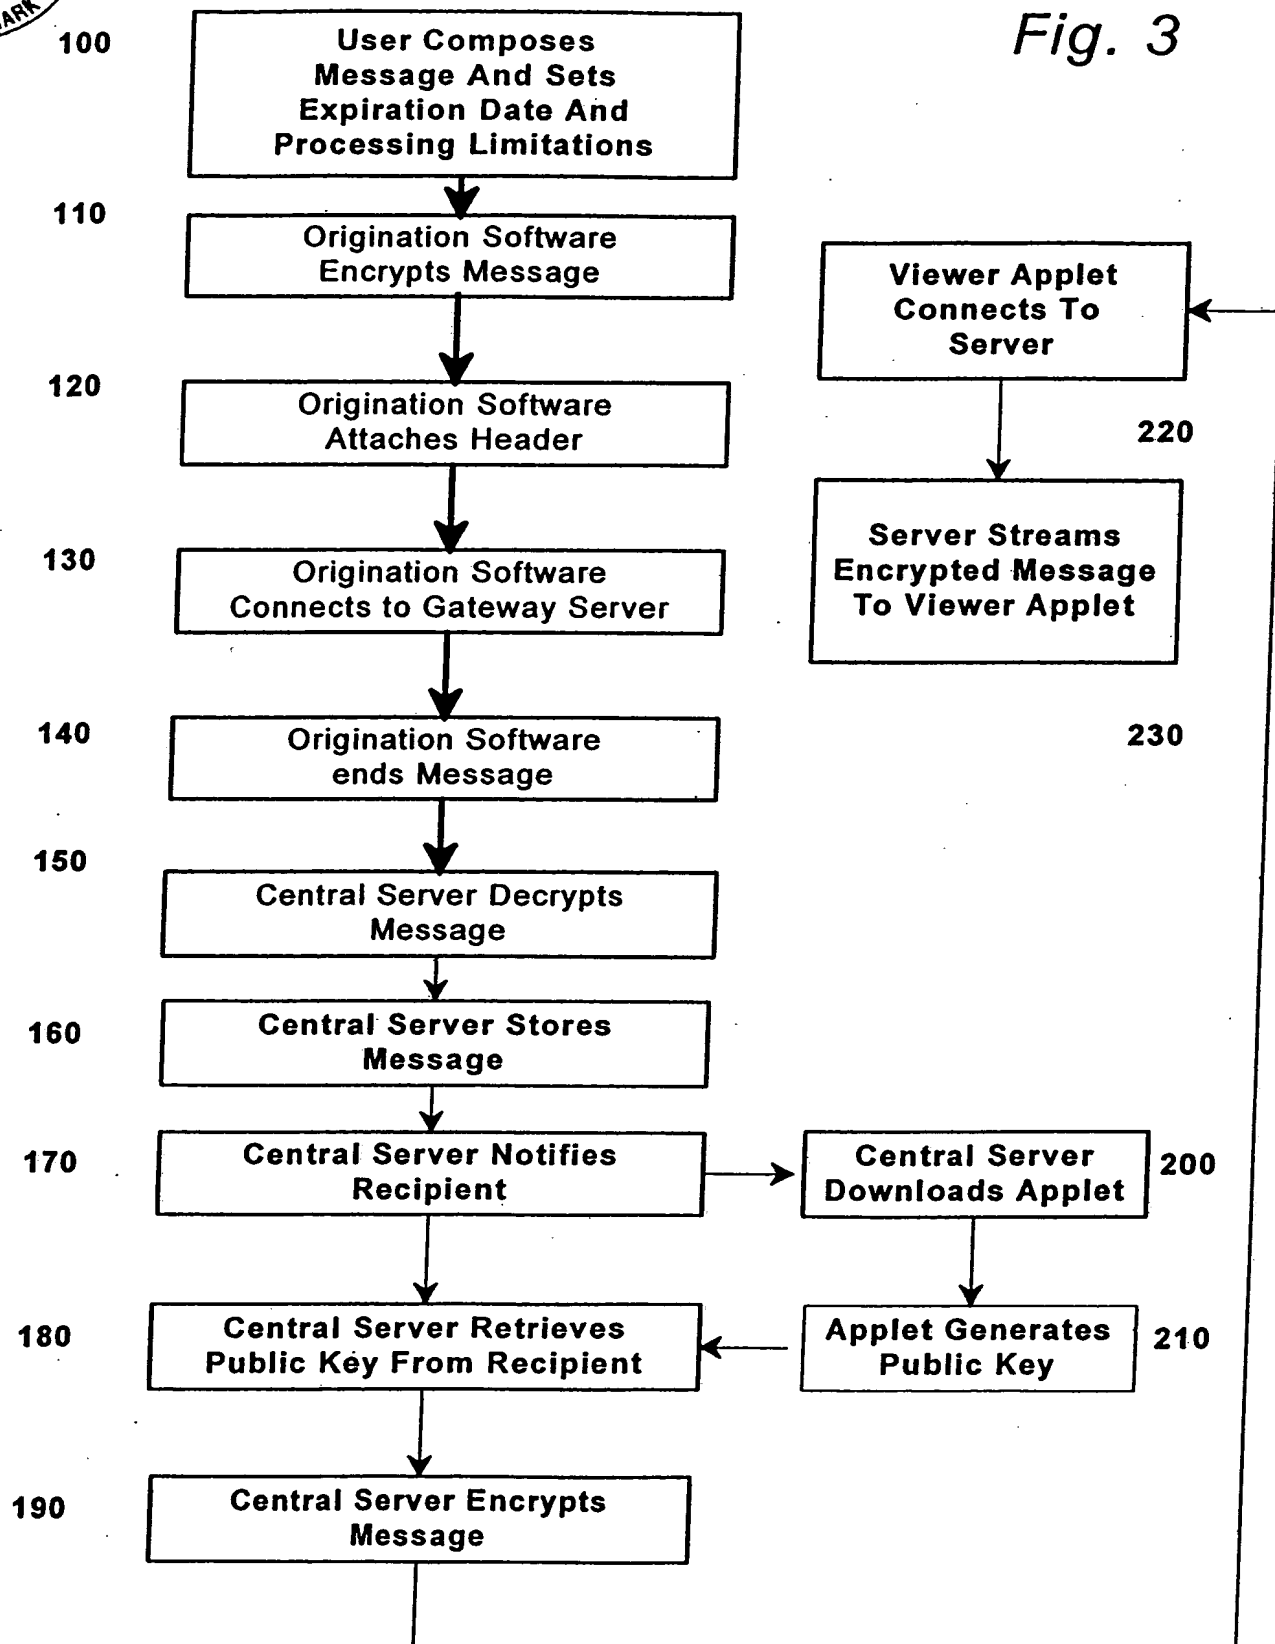 ARK
Fig. 3
100
User Composes
Message And Sets
Expiration Date And
Processing Limitations
110
Origination Software
Encrypts Message
120
Origination Software
Attaches Header
130
Origination Software
Connects to Gateway Server
140
Origination Software
ends Message
150
Central Server Decrypts
Message
160
Central Server Stores
Message
170
Central Server Notifies
Recipient
180
Central Server Retrieves
Public Key From Recipient
190
Central Server Encrypts
Message
Central Server
Downloads Applet
200
Applet Generates
Public Key
210
Viewer Applet
Connects To
Server
220
Server Streams
Encrypted Message
To Viewer Applet
230